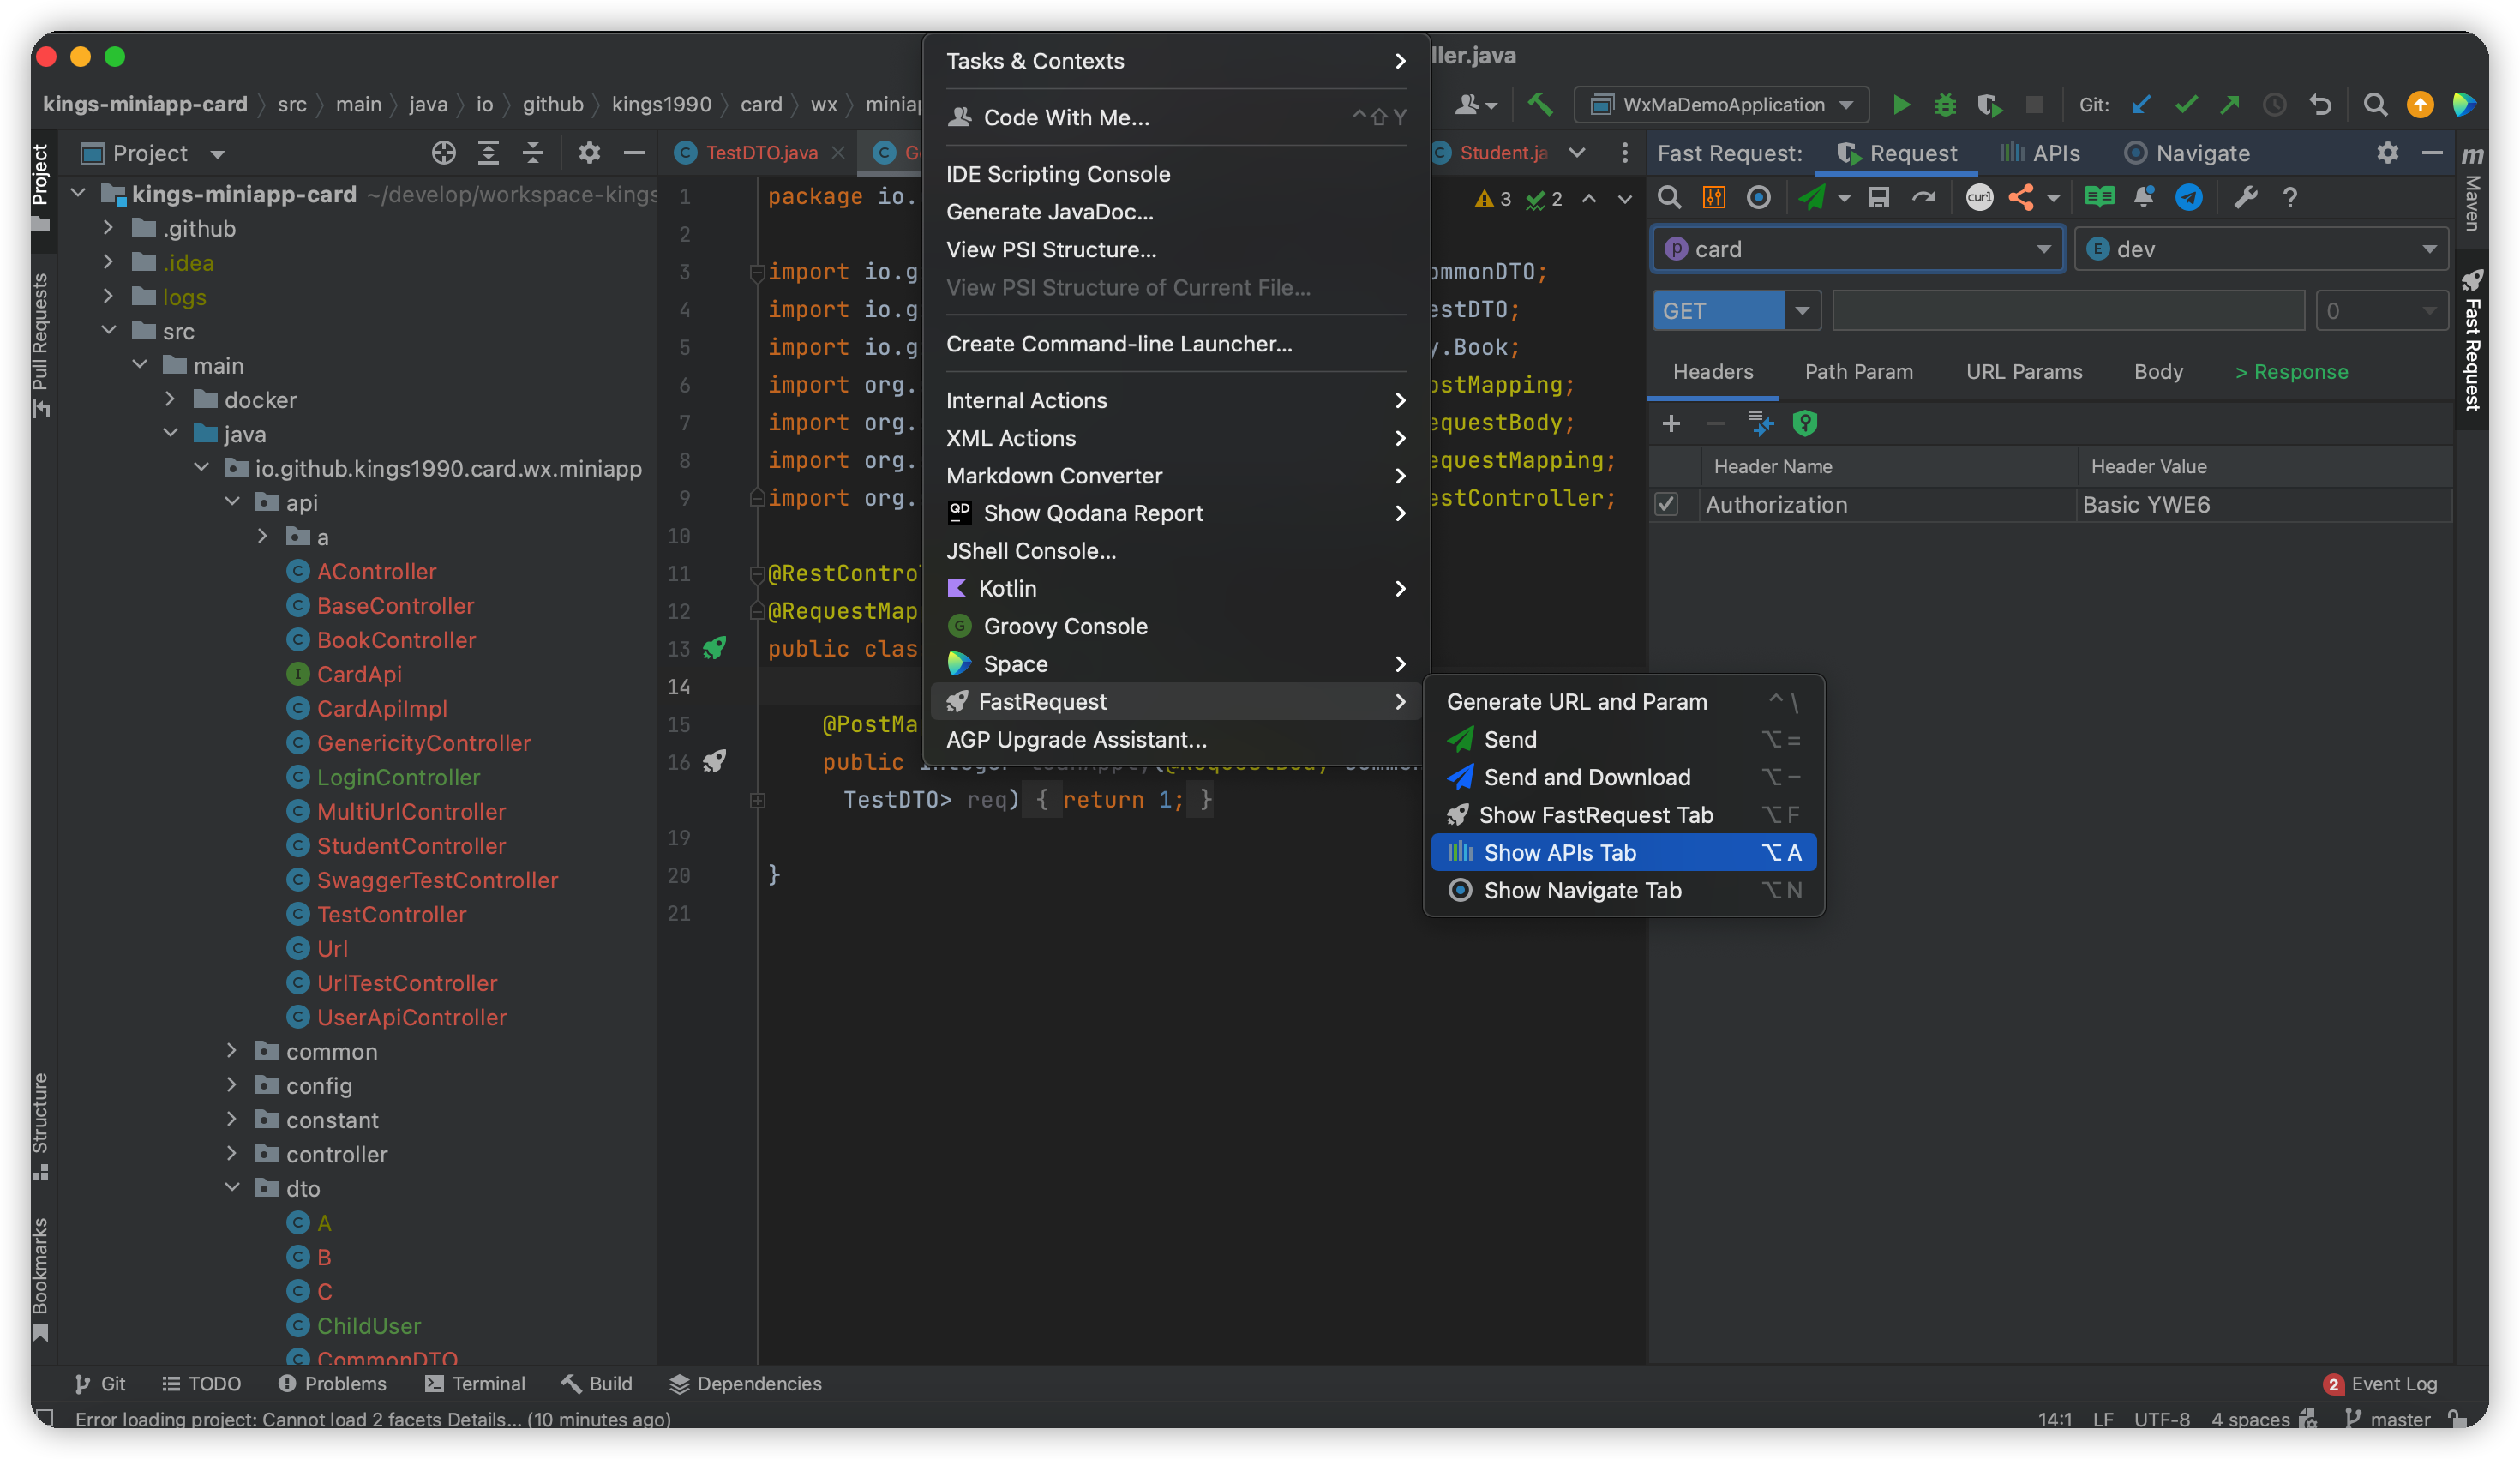 ller.java
kings-miniapp-card src main java io github kings1990 card wx
WxMaDemoApplication Git:
Project
TestDTO.java
Student.ja
Fast Request: Request APIs Navigate
kings-miniapp-card ~/develop/workspace-kings
.github
.idea
logs
src
main
docker
java
io.github.kings1990.card.wx.miniapp
api
a
AController
BaseController
BookController
CardApi
CardApiImpl
GenericityController
LoginController
MultiUrlController
StudentController
SwaggerTestController
TestController
Url
UrlTestController
UserApiController
common
config
constant
controller
dto
A
B
C
ChildUser
CommonDTO
Project
Pull Requests
Structure
Bookmarks
3 2
1 package io.
2
3 import io.g ommonDTO;
4 import io.g estDTO;
5 import io.g y.Book;
6 import org. ostMapping;
7 import org. equestBody;
8 import org. equestMapping;
9 import org. estController;
10
11 @RestContro
12 @RequestMap
13 public clas
14
15 @PostMa
16 public
TestDTO> req) { return 1; }
19
20 }
21
Tasks & Contexts
Code With Me... ^⇧Y
IDE Scripting Console
Generate JavaDoc...
View PSI Structure...
View PSI Structure of Current File...
Create Command-line Launcher...
Internal Actions
XML Actions
Markdown Converter
QD Show Qodana Report
JShell Console...
Kotlin
G Groovy Console
Space
FastRequest
AGP Upgrade Assistant...
Generate URL and Param ^\
Send ⌥=
Send and Download ⌥-
Show FastRequest Tab ⌥F
Show APIs Tab ⌥A
Show Navigate Tab ⌥N
curl
p card E dev
GET 0
Headers Path Param URL Params Body > Response
Header Name Header Value
Authorization Basic YWE6
m Maven
Fast Request
Git TODO Problems Terminal Build Dependencies 2 Event Log
Error loading project: Cannot load 2 facets Details... (10 minutes ago) 14:1 LF UTF-8 4 spaces master